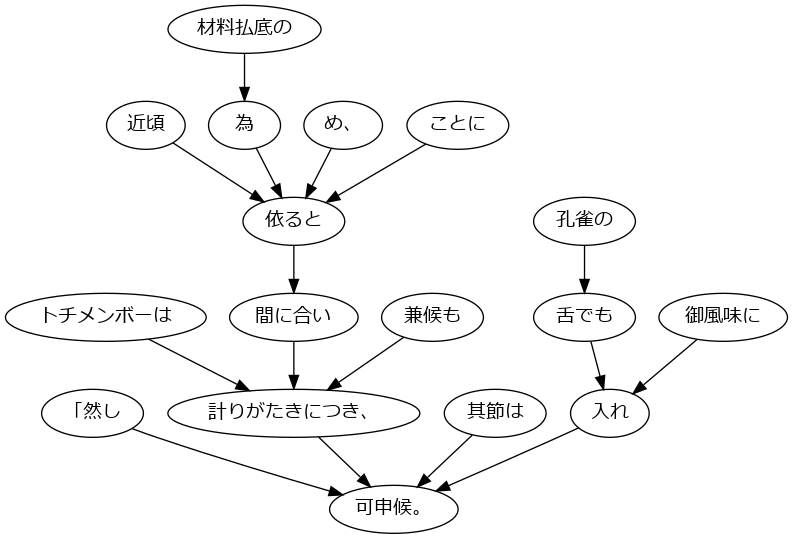 材料払底の
近頃
為
め、
ことに
依ると
孔雀の
トチメンボーは
間に合い
兼候も
舌でも
御風味に
「然し
計りがたきにつき、
其節は
入れ
可申候。